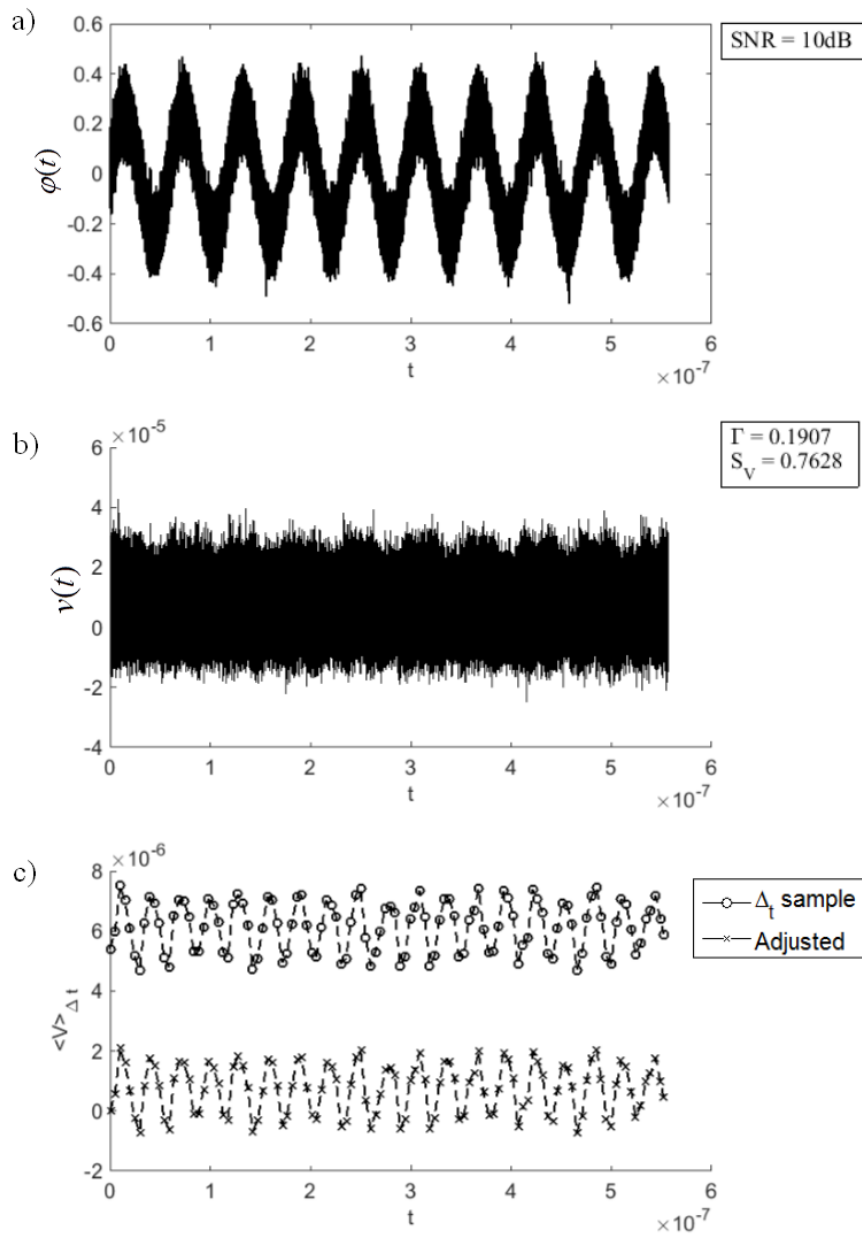 a)
0.6
0.4
0.2
0
-0.2
-0.4
-0.6
φ(t)
0 1 2 3 4 5 6
t
×10⁻⁷
SNR = 10dB
b)
×10⁻⁵
6
4
2
0
-2
-4
v(t)
0 1 2 3 4 5 6
t
×10⁻⁷
Γ = 0.1907
S_V = 0.7628
c)
×10⁻⁶
8
6
4
2
0
-2
<V>_Δ t
0 1 2 3 4 5 6
t
×10⁻⁷
Δ_t sample
Adjusted